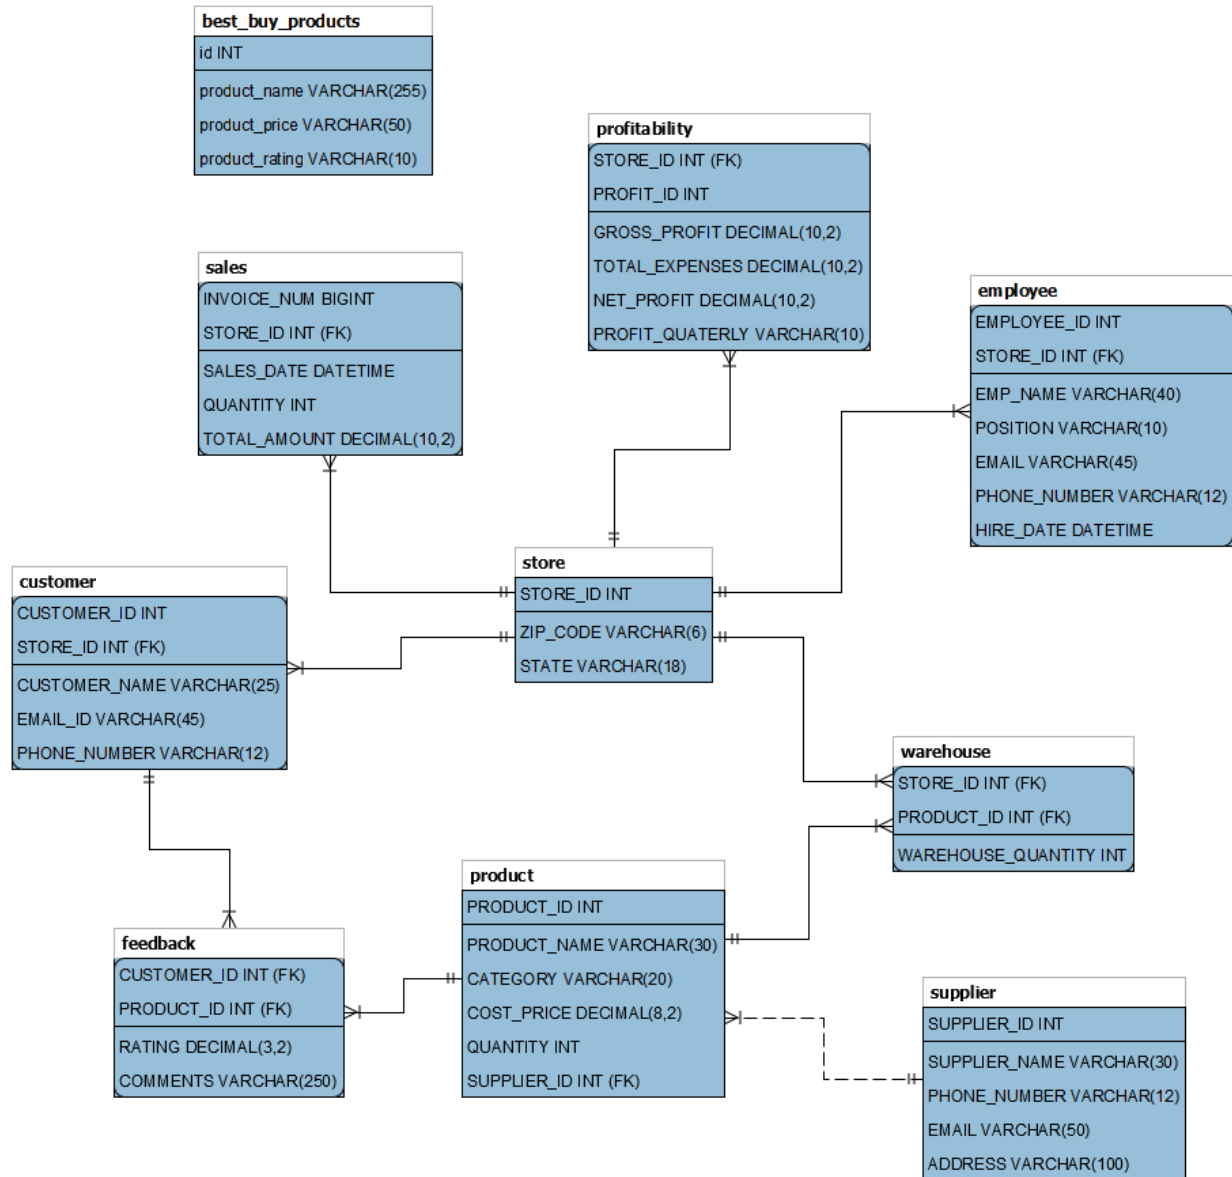 best_buy_products
id INT
product_name VARCHAR(255)
product_price VARCHAR(50)
product_rating VARCHAR(10)
profitability
STORE_ID INT (FK)
PROFIT_ID INT
GROSS_PROFIT DECIMAL(10,2)
TOTAL_EXPENSES DECIMAL(10,2)
NET_PROFIT DECIMAL(10,2)
PROFIT_QUATERLY VARCHAR(10)
sales
INVOICE_NUM BIGINT
STORE_ID INT (FK)
SALES_DATE DATETIME
QUANTITY INT
TOTAL_AMOUNT DECIMAL(10,2)
employee
EMPLOYEE_ID INT
STORE_ID INT (FK)
EMP_NAME VARCHAR(40)
POSITION VARCHAR(10)
EMAIL VARCHAR(45)
PHONE_NUMBER VARCHAR(12)
HIRE_DATE DATETIME
store
STORE_ID INT
ZIP_CODE VARCHAR(6)
STATE VARCHAR(18)
customer
CUSTOMER_ID INT
STORE_ID INT (FK)
CUSTOMER_NAME VARCHAR(25)
EMAIL_ID VARCHAR(45)
PHONE_NUMBER VARCHAR(12)
warehouse
STORE_ID INT (FK)
PRODUCT_ID INT (FK)
WAREHOUSE_QUANTITY INT
product
PRODUCT_ID INT
PRODUCT_NAME VARCHAR(30)
CATEGORY VARCHAR(20)
COST_PRICE DECIMAL(8,2)
QUANTITY INT
SUPPLIER_ID INT (FK)
feedback
CUSTOMER_ID INT (FK)
PRODUCT_ID INT (FK)
RATING DECIMAL(3,2)
COMMENTS VARCHAR(250)
supplier
SUPPLIER_ID INT
SUPPLIER_NAME VARCHAR(30)
PHONE_NUMBER VARCHAR(12)
EMAIL VARCHAR(50)
ADDRESS VARCHAR(100)